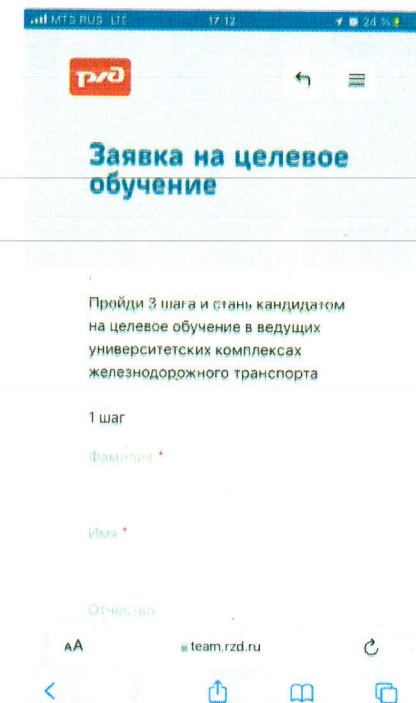 MTS RUS LTE 17:12 24 %
ржд
Заявка на целевое
обучение
Пройди 3 шага и стань кандидатом
на целевое обучение в ведущих
университетских комплексах
железнодорожного транспорта
1 шаг
Фамилия *
Имя *
Отчество
AA team.rzd.ru